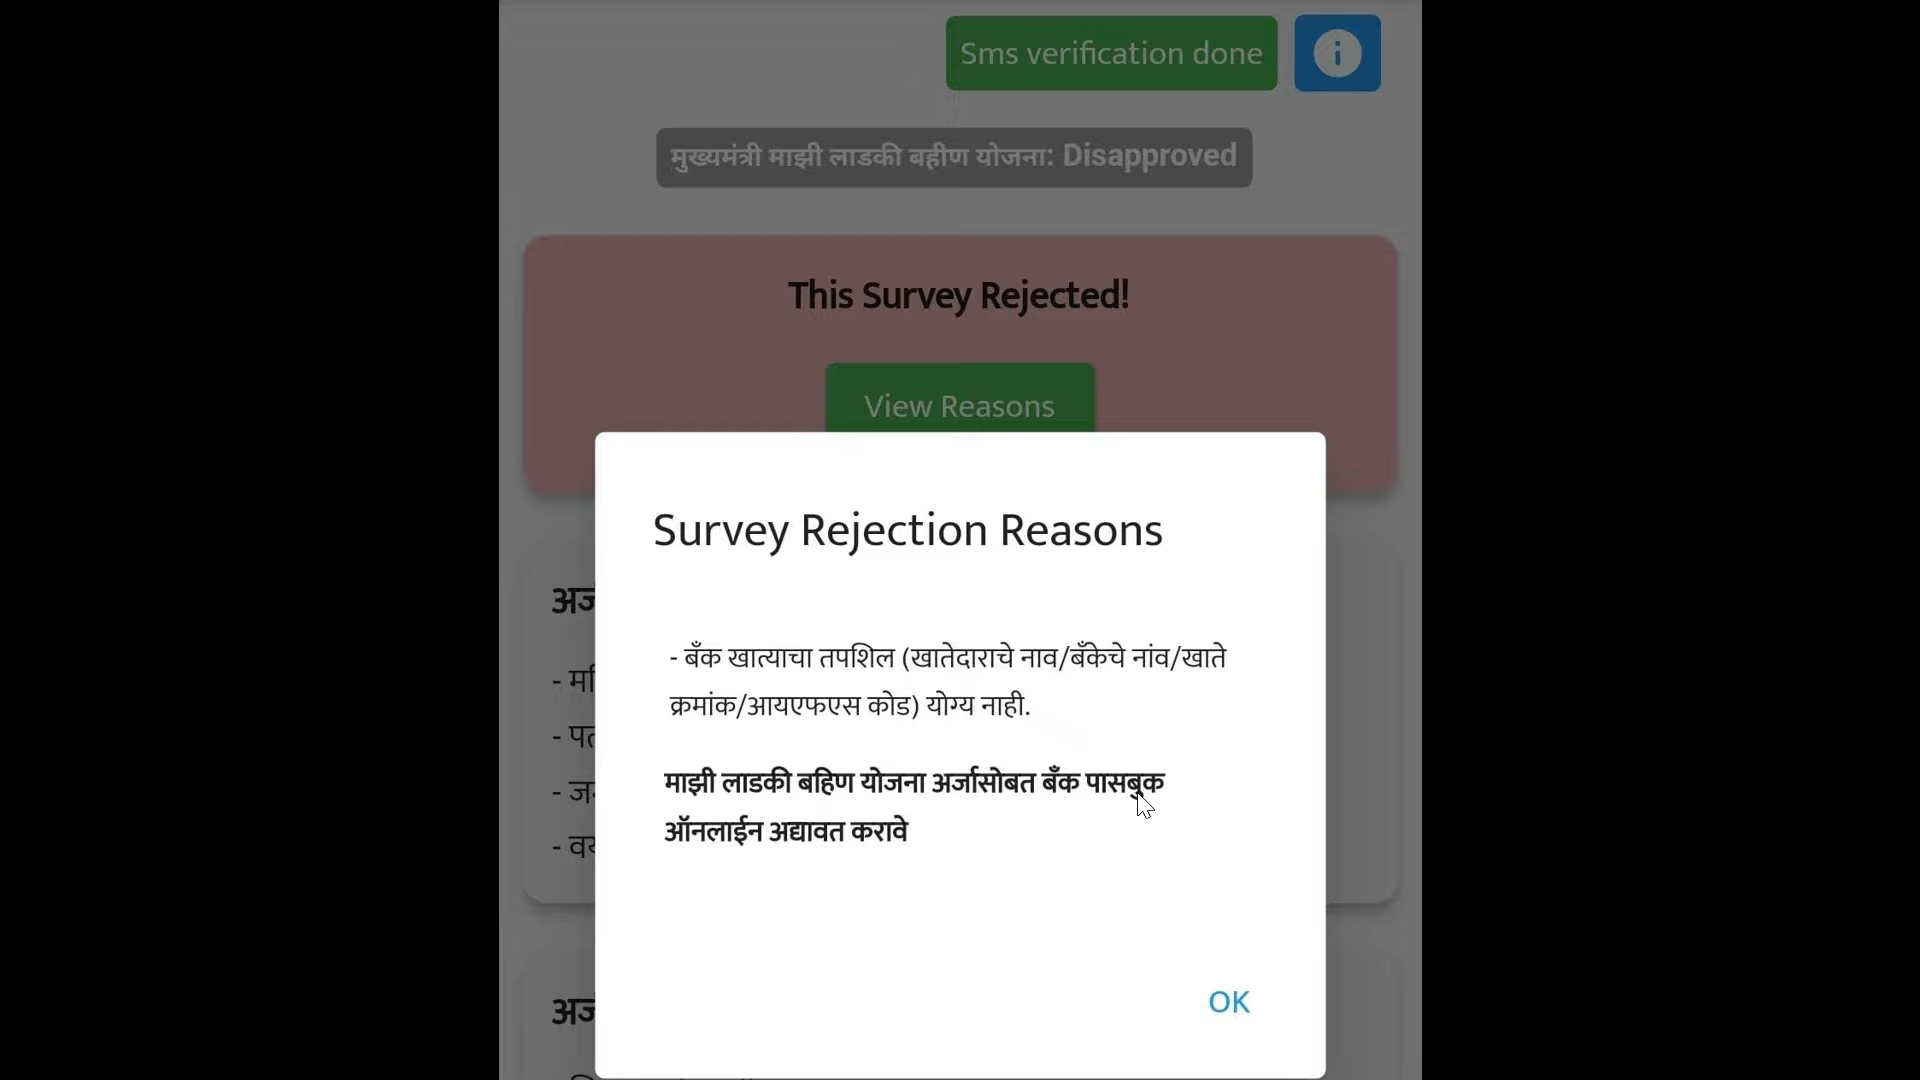 Sms verification done
मुख्यमंत्री माझी लाडकी बहीण योजना: Disapproved
This Survey Rejected!
View Reasons
Survey Rejection Reasons
- बँक खात्याचा तपशिल (खातेदाराचे नाव/बँकेचे नांव/खाते
क्रमांक/आयएफएस कोड) योग्य नाही.
माझी लाडकी बहिण योजना अर्जासोबत बँक पासबुक
ऑनलाईन अद्यावत करावे
OK